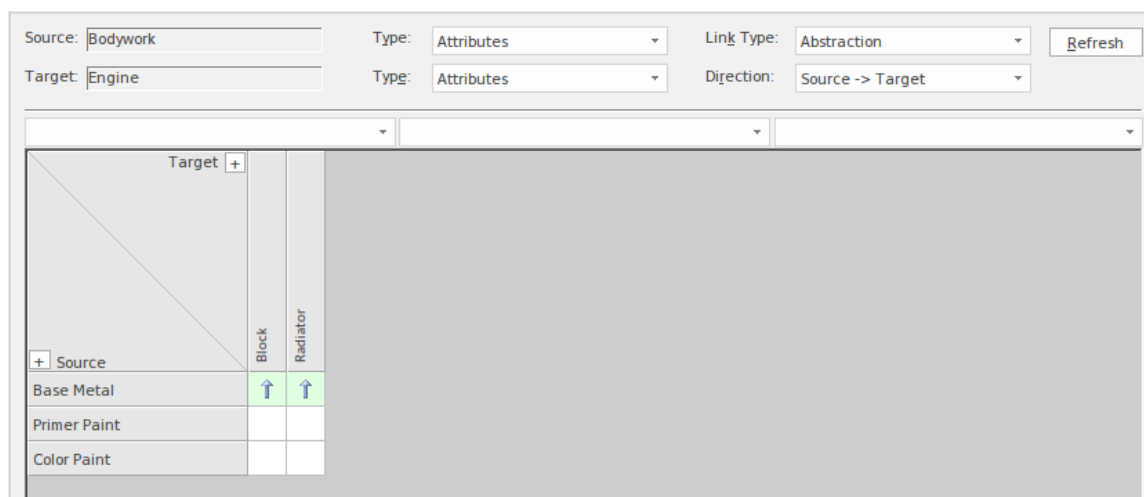 Source: Bodywork Type: Attributes Link Type: Abstraction Refresh
Target: Engine Type: Attributes Direction: Source -> Target
Target +
Block
Radiator
+ Source
Base Metal
Primer Paint
Color Paint